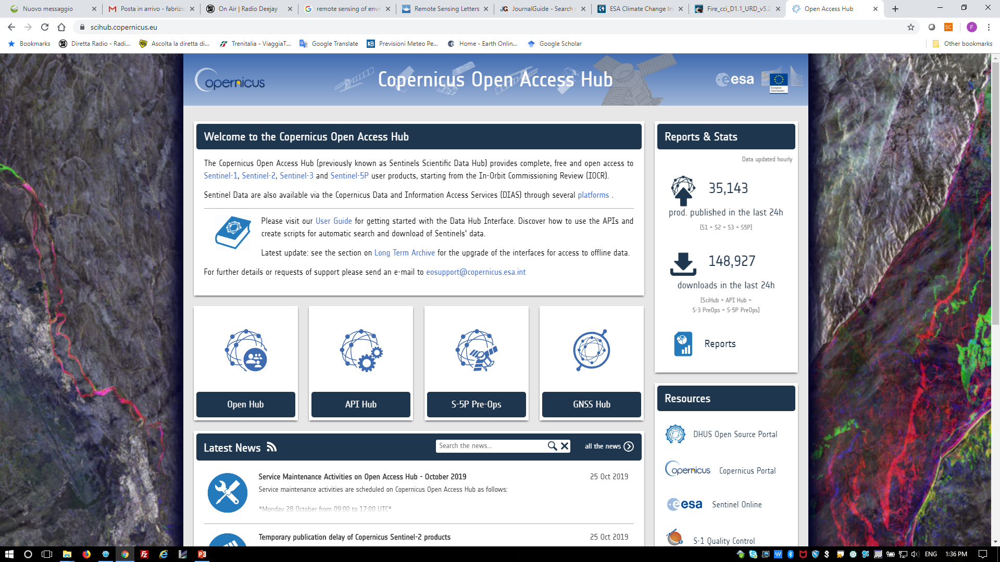 Nuovo messaggio
Posta in arrivo - fabrizio
On Air | Radio Deejay
remote sensing of envi
Remote Sensing Letters
JournalGuide - Search
ESA Climate Change In
Fire_cci_D1.1_URD_v5.2
Open Access Hub
scihub.copernicus.eu
SC
F
Bookmarks
Diretta Radio - Radi...
Ascolta la diretta di...
Trenitalia - ViaggiaT...
Google Translate
Previsioni Meteo Pe...
Home - Earth Onlin...
Google Scholar
Other bookmarks
opernicus
Copernicus Open Access Hub
esa
European Commission
Welcome to the Copernicus Open Access Hub
The Copernicus Open Access Hub (previously known as Sentinels Scientific Data Hub) provides complete, free and open access to
Sentinel-1, Sentinel-2, Sentinel-3 and Sentinel-5P user products, starting from the In-Orbit Commissioning Review (IOCR).
Sentinel Data are also available via the Copernicus Data and Information Access Services (DIAS) through several platforms .
Please visit our User Guide for getting started with the Data Hub Interface. Discover how to use the APIs and
create scripts for automatic search and download of Sentinels' data.
Latest update: see the section on Long Term Archive for the upgrade of the interfaces for access to offline data.
For further details or requests of support please send an e-mail to eosupport@copernicus.esa.int
Open Hub
API Hub
S-5P Pre-Ops
GNSS Hub
Latest News
Search the news...
all the news
Service Maintenance Activities on Open Access Hub - October 2019
25 Oct 2019
Service maintenance activities are scheduled on Copernicus Open Access Hub as follows:
*Monday 28 October from 09:00 to 17:00 UTC*
Temporary publication delay of Copernicus Sentinel-2 products
25 Oct 2019
Reports & Stats
Data updated hourly
35,143
prod. published in the last 24h
(S1 + S2 + S3 + S5P)
148,927
downloads in the last 24h
(SciHub + API Hub +
S-3 PreOps + S-5P PreOps)
Reports
Resources
DHUS Open Source Portal
opernicus
Copernicus Portal
esa
Sentinel Online
S-1 Quality Control
ENG
1:36 PM